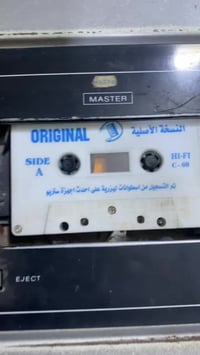 MASTER
ORIGINAL النسخة الأصلية
SIDE A
HI-FI C-60
تم التسجيل من اسطوانات ليزرية على احدث اجهزة ستريو
EJECT